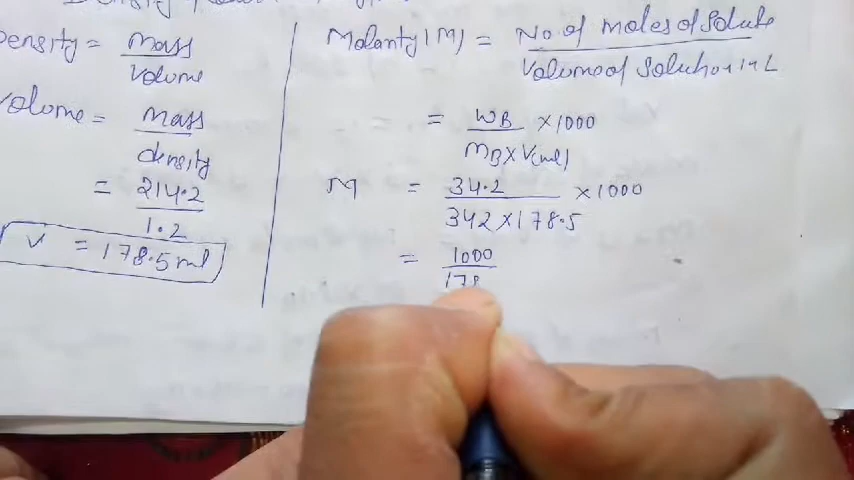 Density = mass / Volume
Volume = mass / density
= 214.2 / 1.2
V = 178.5 ml
Molarity (M) = No of moles of Solute / Volume of Solution in L
= WB / MB x V(ml) x 1000
M = 34.2 / 342 x 178.5 x 1000
= 1000 / 178